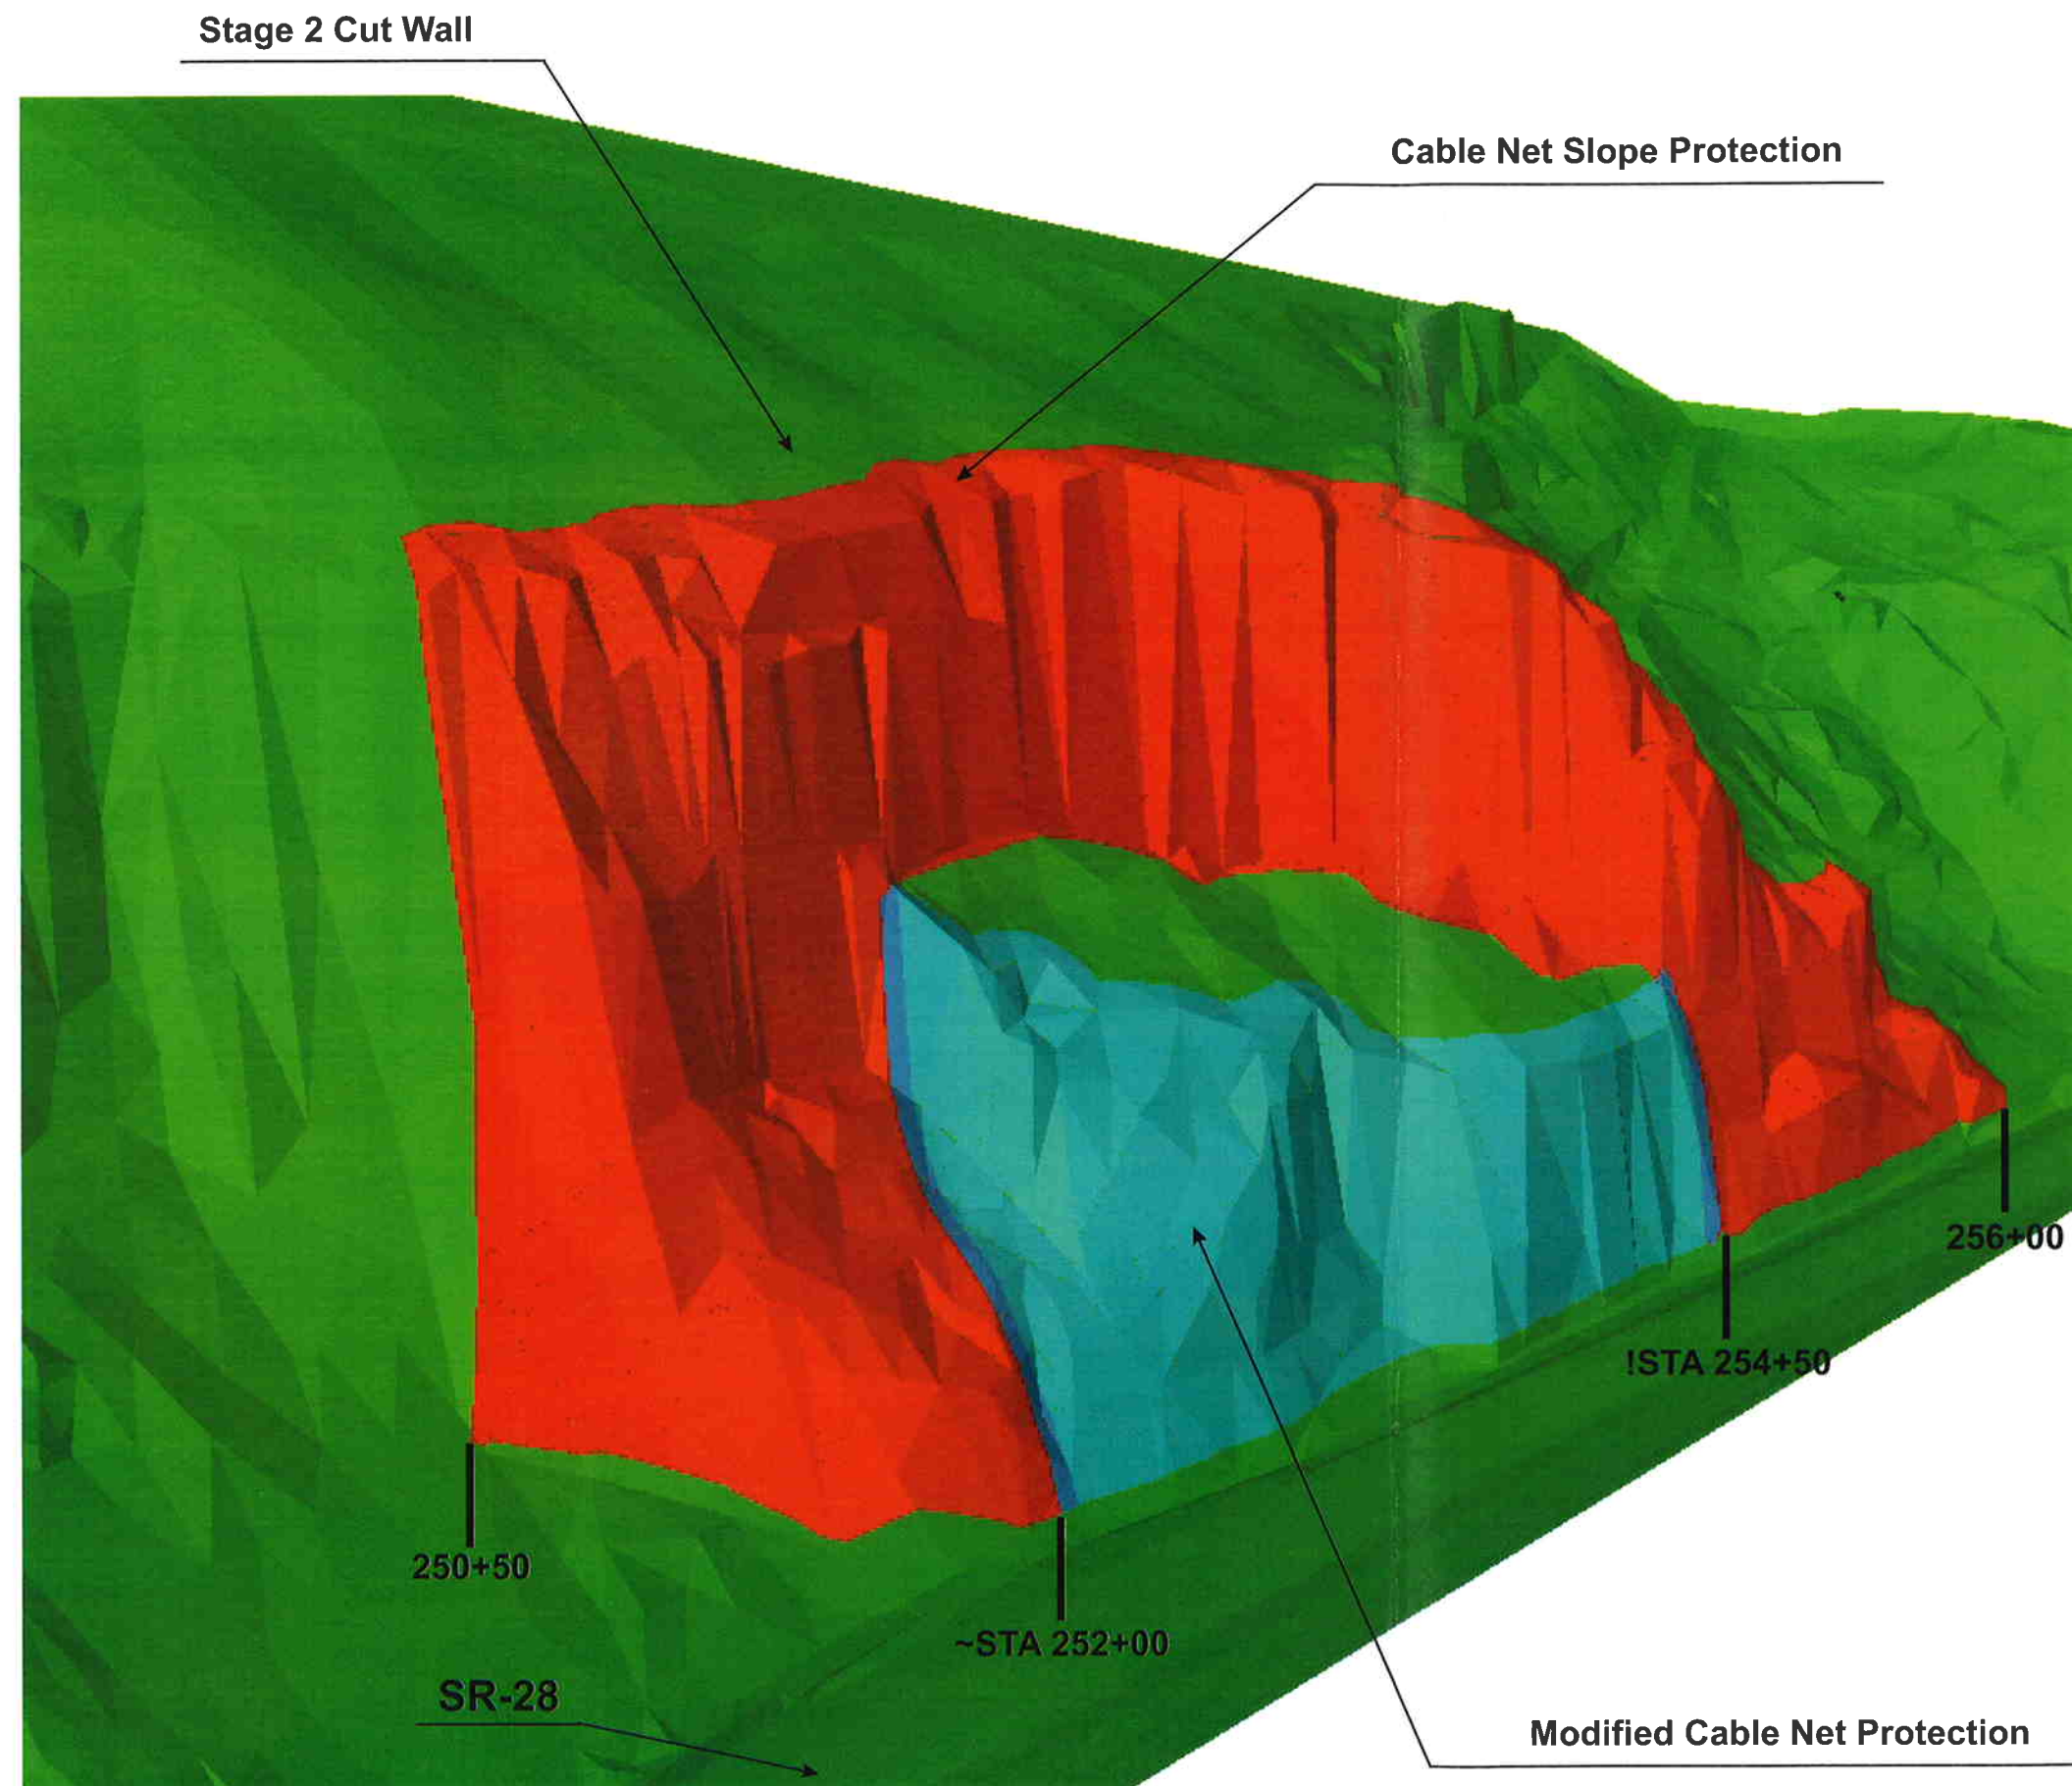 Stage 2 Cut Wall
Cable Net Slope Protection
256+00
!STA 254+50
250+50
~STA 252+00
SR-28
Modified Cable Net Protection